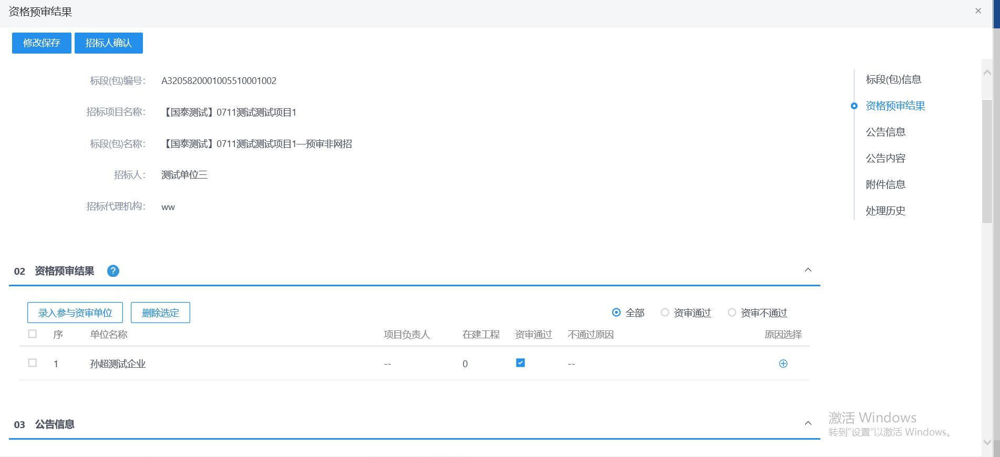 资格预审结果
修改保存 招标人确认
标段(包)编号： A3205820001005510001002
招标项目名称： 【国泰测试】0711测试测试项目1
标段(包)名称： 【国泰测试】0711测试测试项目1—预审非网招
招标人： 测试单位三
招标代理机构： ww
标段(包)信息
资格预审结果
公告信息
公告内容
附件信息
处理历史
02 资格预审结果 ?
录入参与资审单位 删除选定 全部 资审通过 资审不通过
序 单位名称 项目负责人 在建工程 资审通过 不通过原因 原因选择
1 孙超测试企业 -- 0 --
03 公告信息
激活 Windows
转到“设置”以激活 Windows。